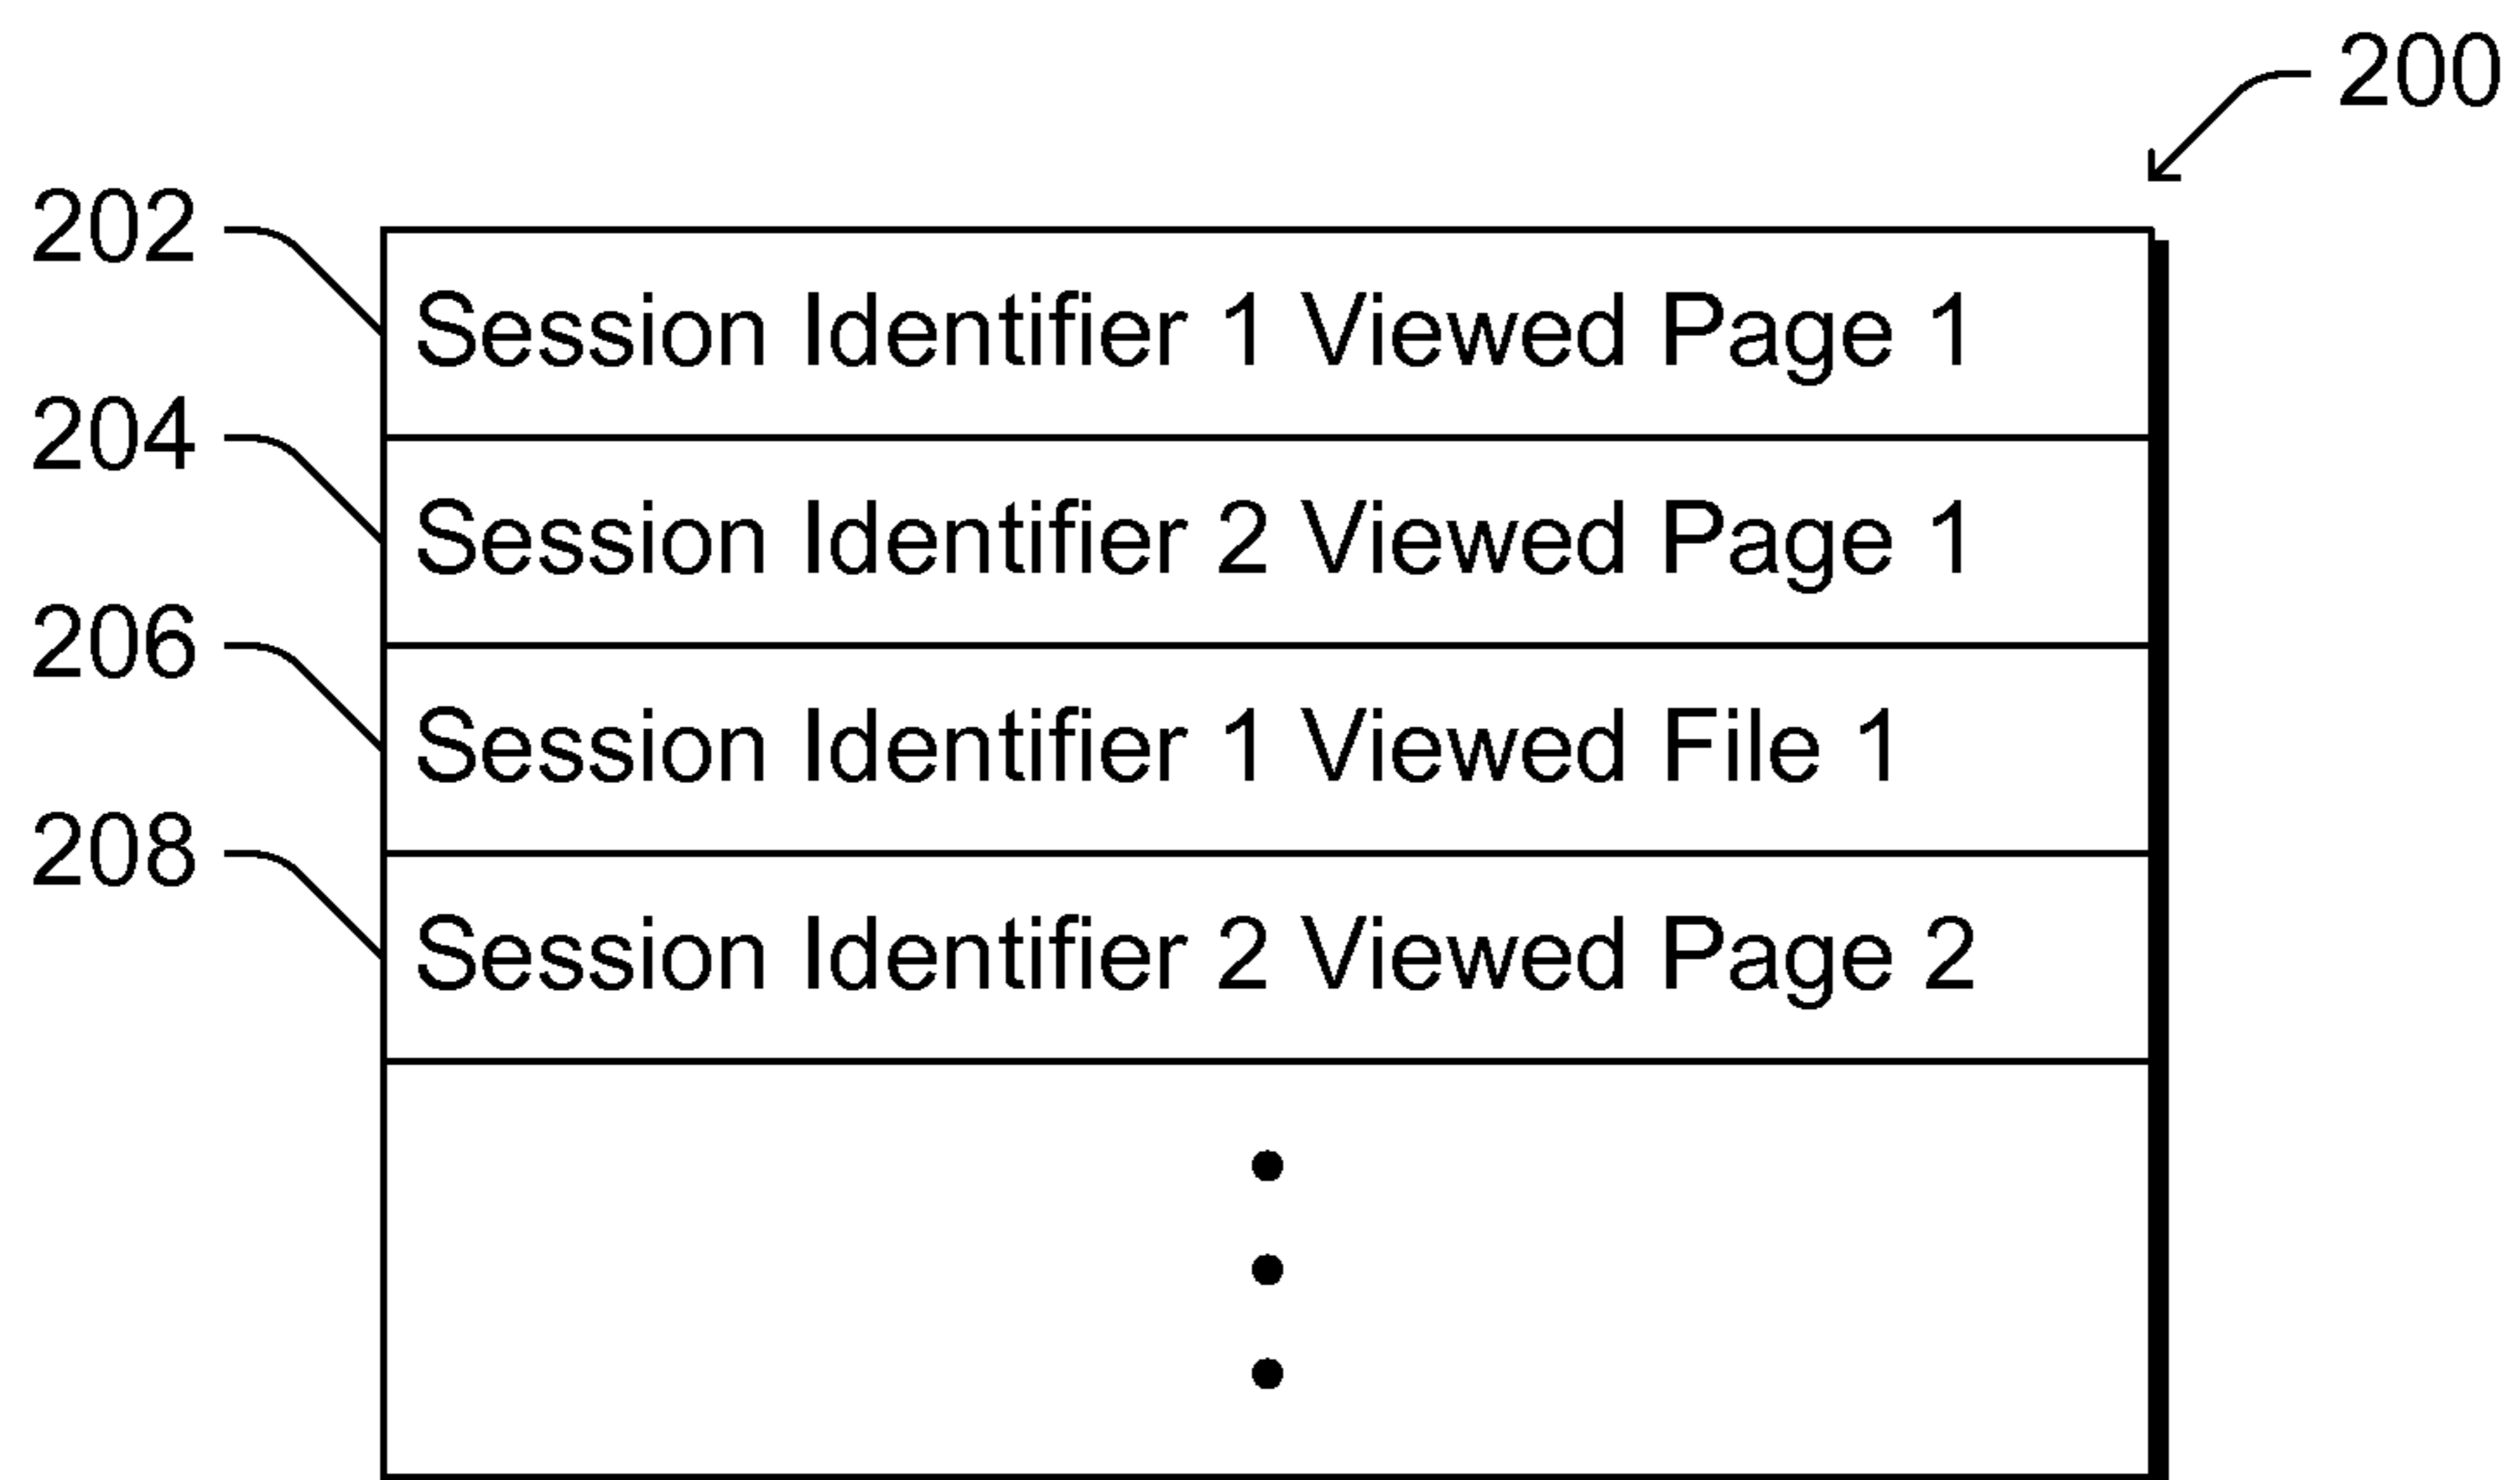 200
202
Session Identifier 1 Viewed Page 1
204
Session Identifier 2 Viewed Page 1
206
Session Identifier 1 Viewed File 1
208
Session Identifier 2 Viewed Page 2